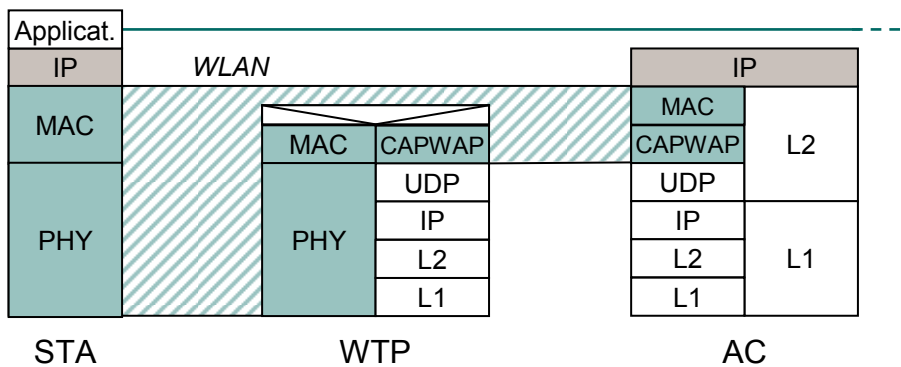 Applicat.
IP WLAN IP
MAC MAC
MAC CAPWAP CAPWAP L2
UDP UDP
PHY PHY IP IP
L2 L2 L1
L1 L1
STA WTP AC